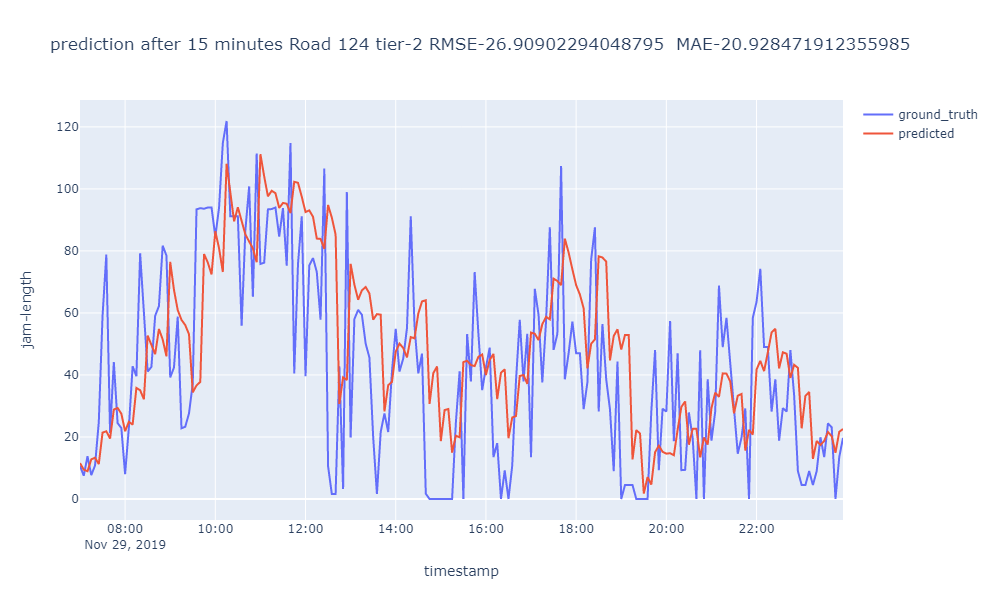 prediction after 15 minutes Road 124 tier-2 RMSE-26.90902294048795  MAE-20.928471912355985
ground_truth
predicted
120
100
80
60
40
20
0
jam-length
08:00 10:00 12:00 14:00 16:00 18:00 20:00 22:00
Nov 29, 2019
timestamp